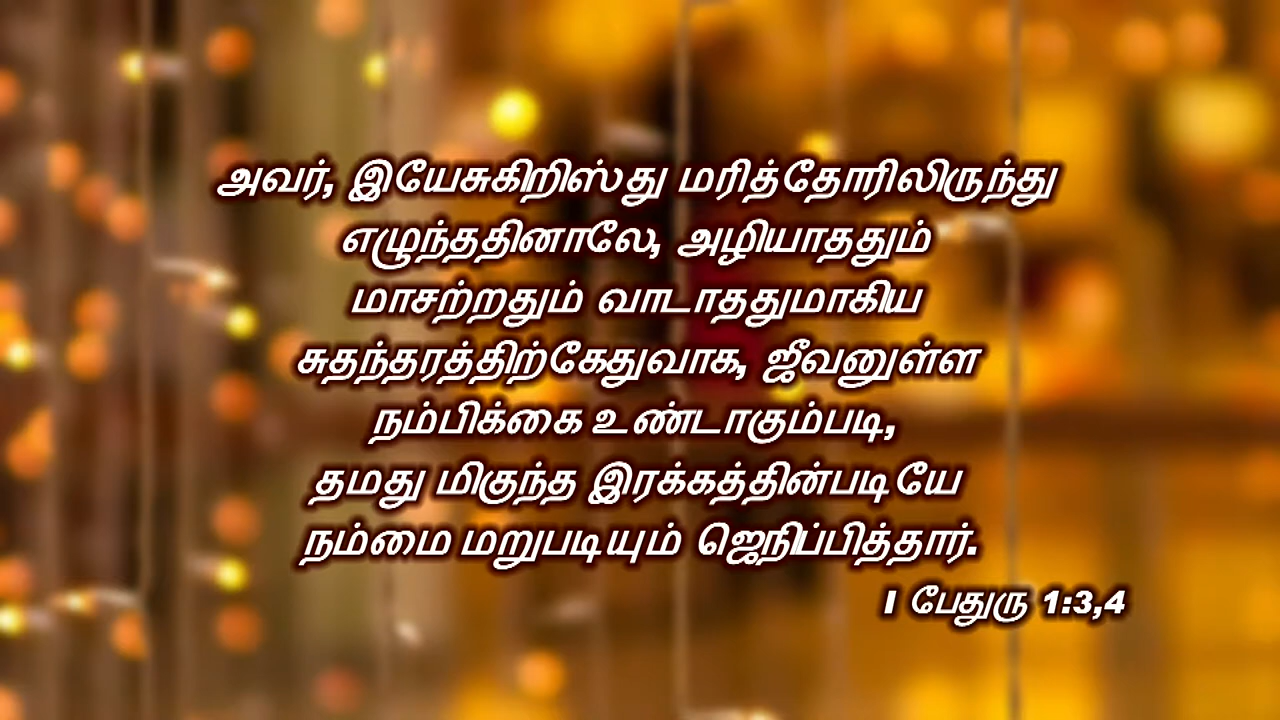 அவர், இயேசுகிறிஸ்து மரித்தோரிலிருந்து
எழுந்ததினாலே, அழியாததும்
மாசற்றதும் வாடாததுமாகிய
சுதந்தரத்திற்கேதுவாக, ஜீவனுள்ள
நம்பிக்கை உண்டாகும்படி,
தமது மிகுந்த இரக்கத்தின்படியே
நம்மை மறுபடியும் ஜெநிப்பித்தார்.
I பேதுரு 1:3,4